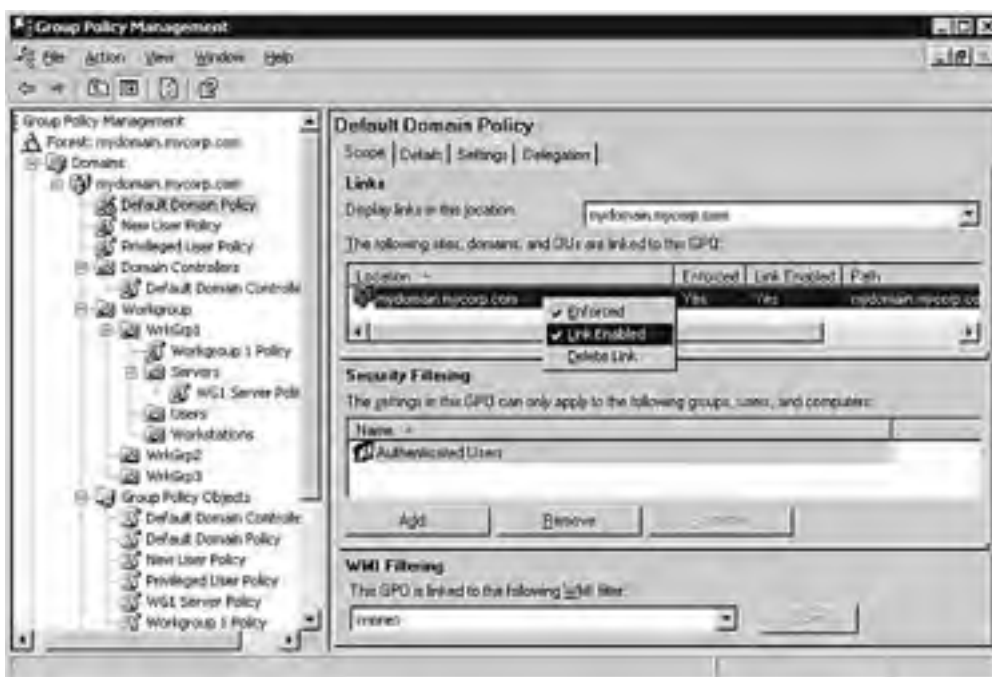 Group Policy Management
File Action View Window Help
Group Policy Management
Forest: mydomain.mycorp.com
Domains
mydomain.mycorp.com
Default Domain Policy
New User Policy
Privileged User Policy
Domain Controllers
Default Domain Controlle
Workgroup
WrkGrp1
Workgroup 1 Policy
Servers
WG1 Server Poli
Users
Workstations
WrkGrp2
WrkGrp3
Group Policy Objects
Default Domain Controlle
Default Domain Policy
New User Policy
Privileged User Policy
WG1 Server Policy
Workgroup 1 Policy
Default Domain Policy
Scope Details Settings Delegation
Links
Display links in this location: mydomain.mycorp.com
The following sites, domains, and OUs are linked to this GPO:
Location Enforced Link Enabled Path
mydomain.mycorp.com Yes Yes mydomain.mycorp.co
Enforced
Link Enabled
Delete Link
Security Filtering
The settings in this GPO can only apply to the following groups, users, and computers:
Name
Authenticated Users
Add... Remove
WMI Filtering
This GPO is linked to the following WMI filter:
<none>